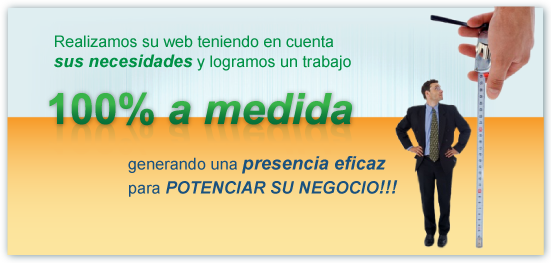 Realizamos su web teniendo en cuenta
sus necesidades y logramos un trabajo
100% a medida
generando una presencia eficaz
para POTENCIAR SU NEGOCIO!!!